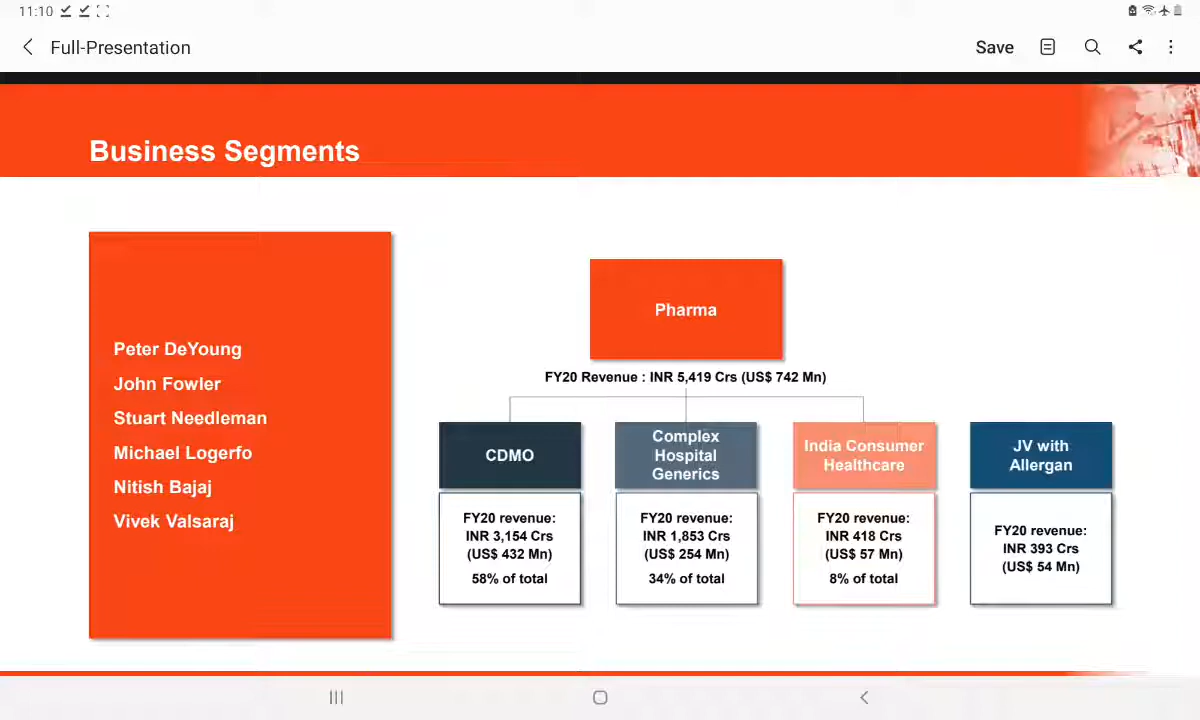 11:10
Full-Presentation
Save
Business Segments
Peter DeYoung
John Fowler
Stuart Needleman
Michael Logerfo
Nitish Bajaj
Vivek Valsaraj
Pharma
FY20 Revenue : INR 5,419 Crs (US$ 742 Mn)
CDMO
FY20 revenue:
INR 3,154 Crs
(US$ 432 Mn)
58% of total
Complex
Hospital
Generics
FY20 revenue:
INR 1,853 Crs
(US$ 254 Mn)
34% of total
India Consumer
Healthcare
FY20 revenue:
INR 418 Crs
(US$ 57 Mn)
8% of total
JV with
Allergan
FY20 revenue:
INR 393 Crs
(US$ 54 Mn)